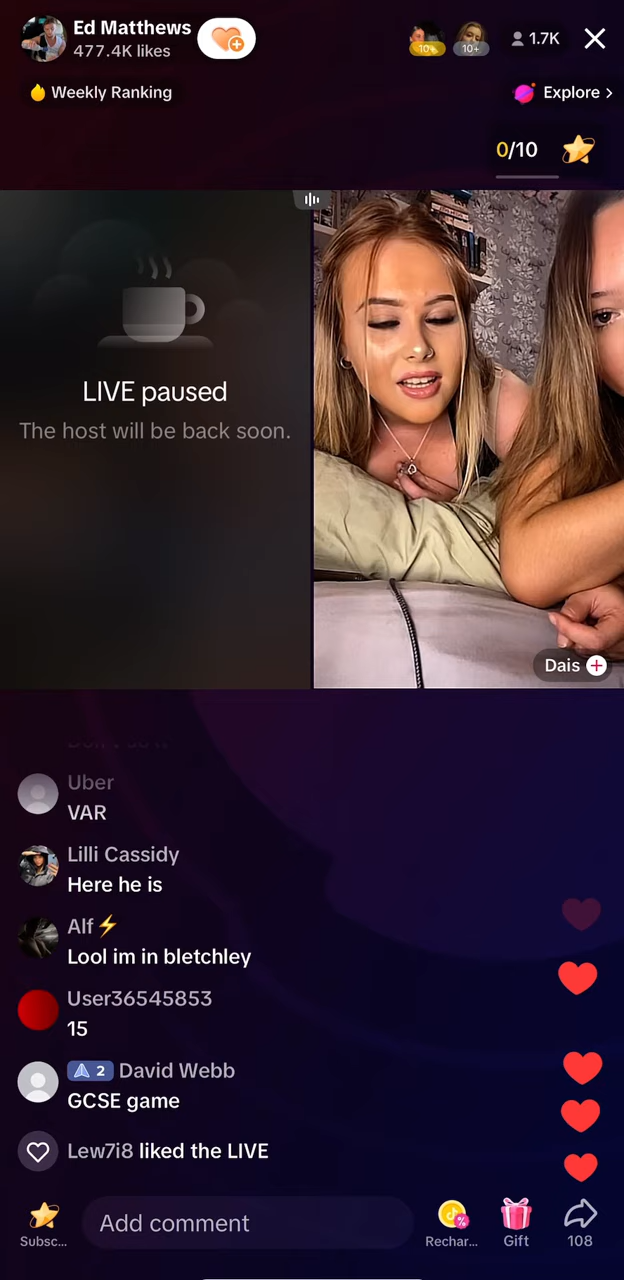 Ed Matthews
477.4K likes
10+
10+
1.7K
Weekly Ranking
Explore >
0/10
LIVE paused
The host will be back soon.
Dais
Uber
VAR
Lilli Cassidy
Here he is
Alf⚡
Lool im in bletchley
User36545853
15
2 David Webb
GCSE game
Lew7i8 liked the LIVE
Add comment
Subsc...
Rechar...
Gift
108